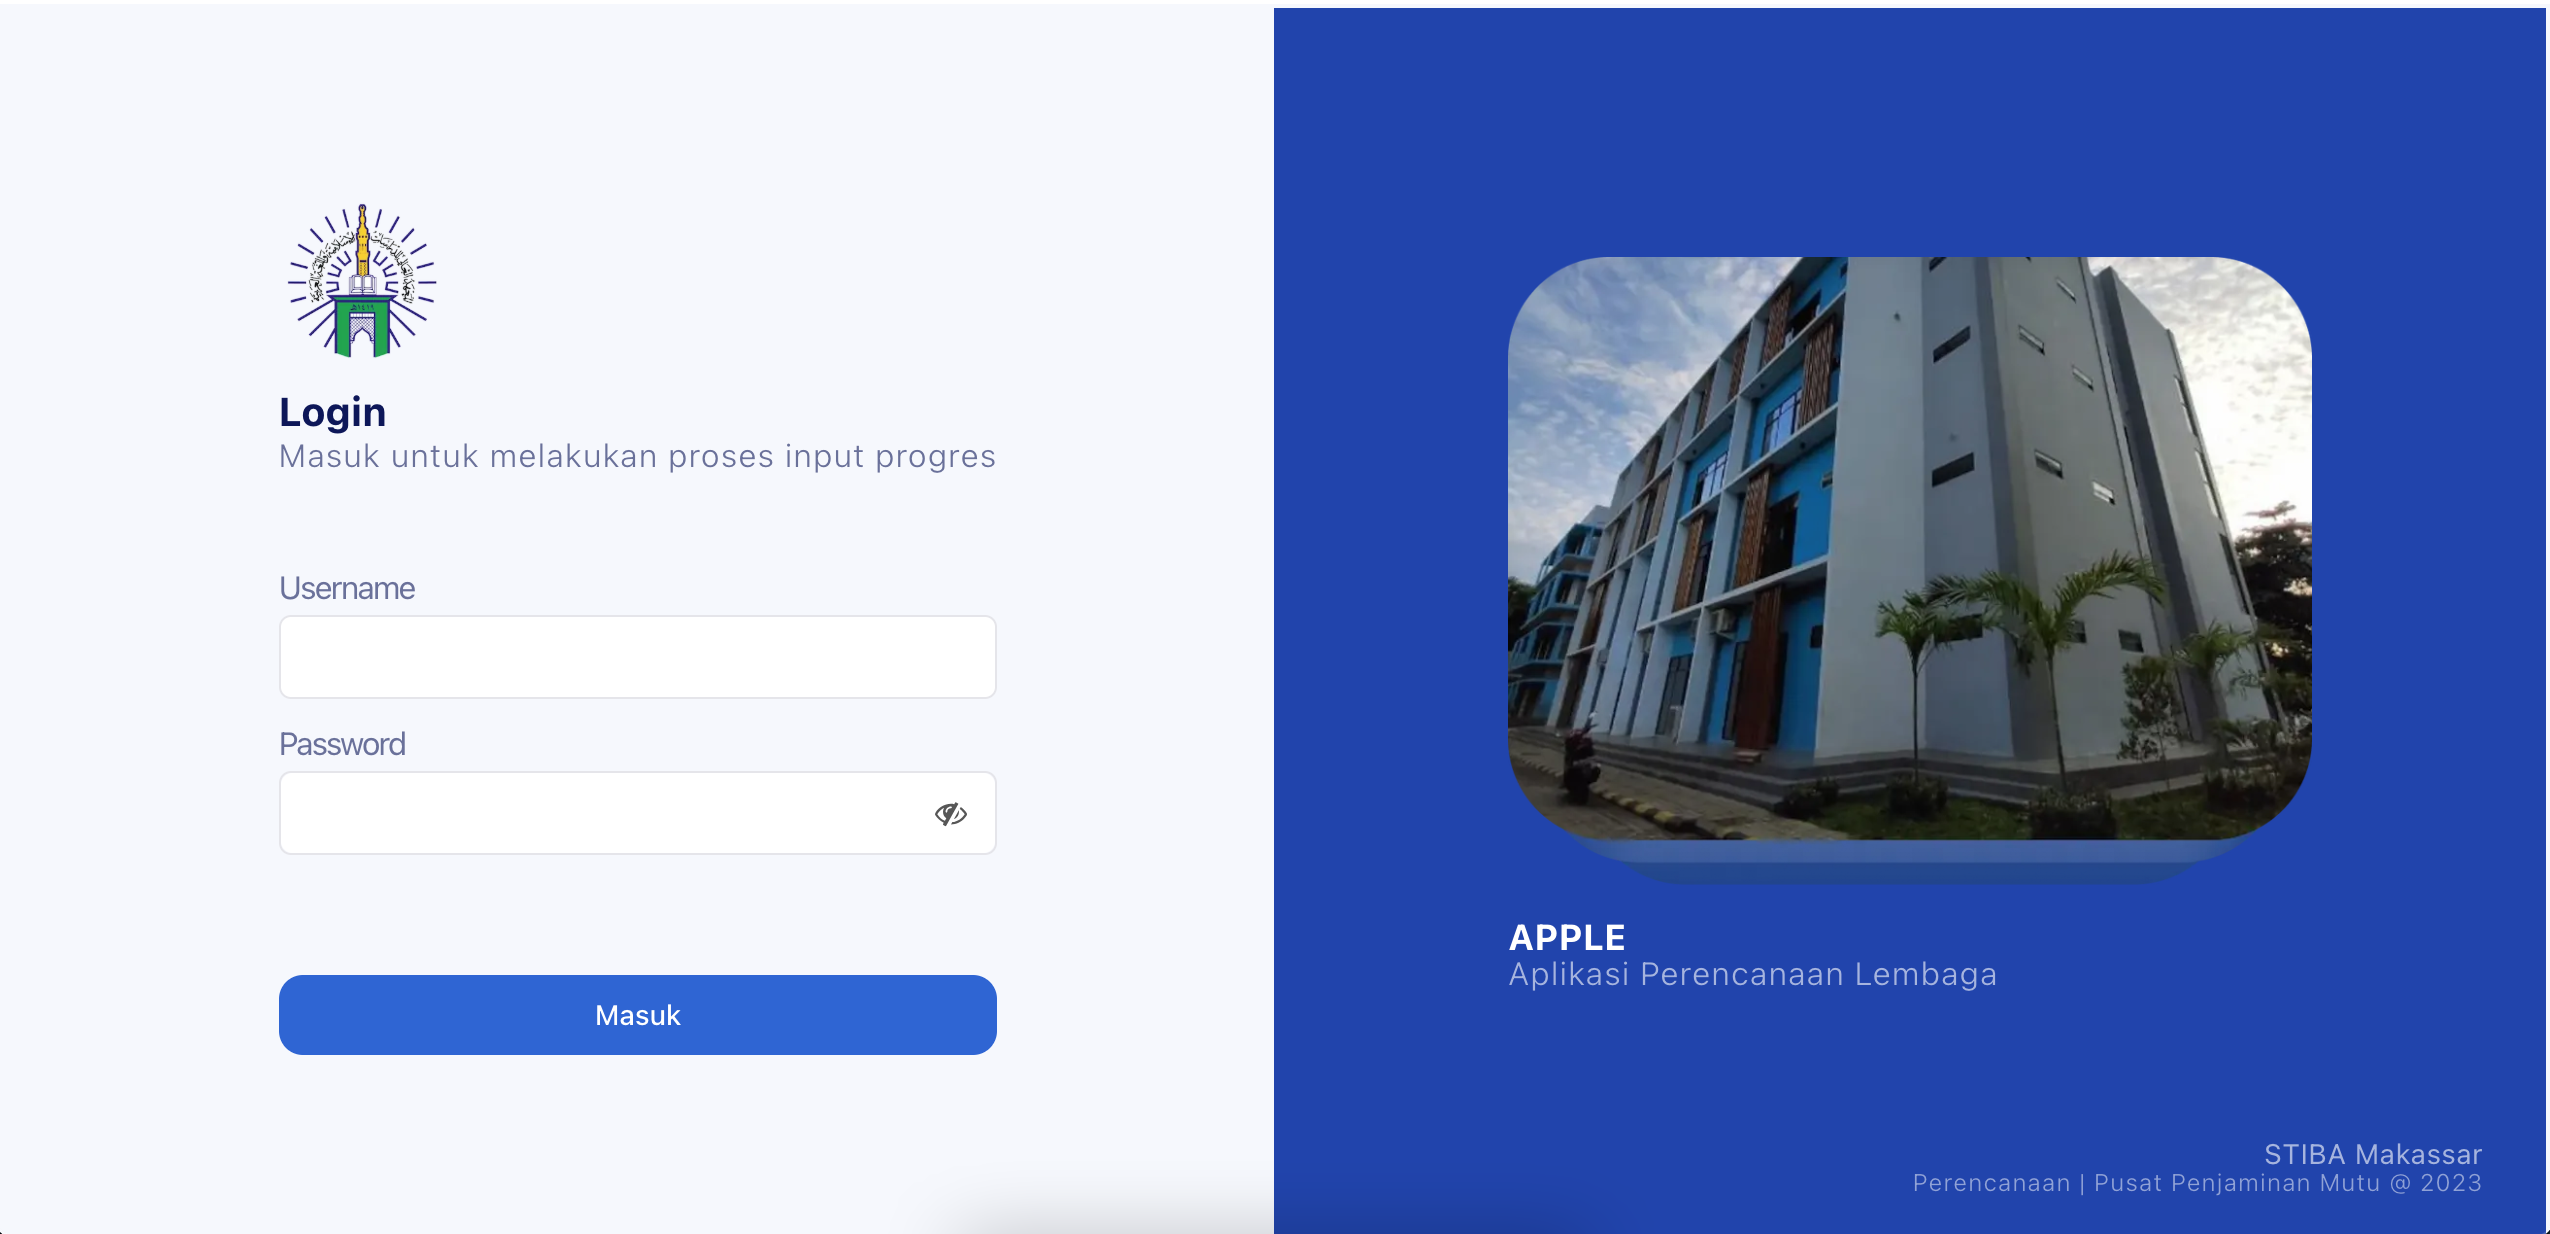 Login
Masuk untuk melakukan proses input progres
Username
Password
Masuk
APPLE
Aplikasi Perencanaan Lembaga
STIBA Makassar
Perencanaan | Pusat Penjaminan Mutu @ 2023